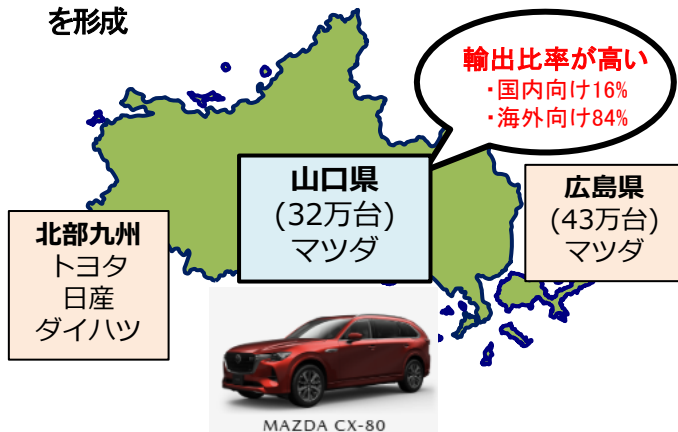 を形成
輸出比率が高い
・国内向け16%
・海外向け84%
山口県
(32万台)
マツダ
広島県
(43万台)
マツダ
北部九州
トヨタ
日産
ダイハツ
MAZDA CX-80